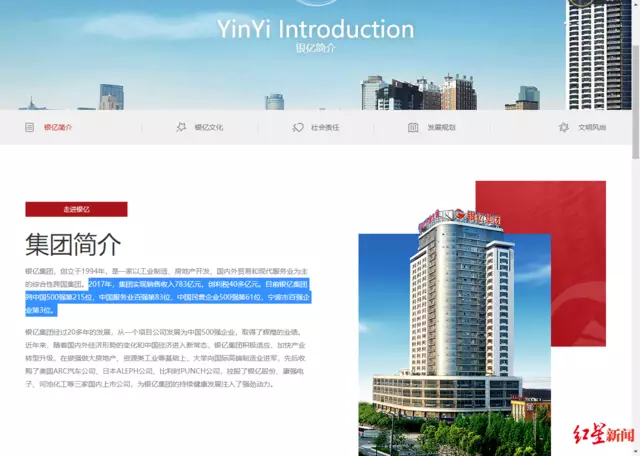 YinYi Introduction
银亿简介
银亿简介
银亿文化
社会责任
发展规划
文明风尚
走进银亿
集团简介
银亿集团，创立于1994年，是一家以工业制造、房地产开发、国内外贸易和现代服务业为主
的综合性跨国集团。2017年，集团实现销售收入783亿元，创利税40多亿元。目前银亿集团
列中国500强第215位，中国服务业百强第83位，中国民营企业500强第61位，宁波市百强企
业第3位。
银亿集团经过20多年的发展，从一个项目公司发展为中国500强企业，取得了辉煌的业绩。
近年来，随着国内外经济形势的变化和中国经济进入新常态，银亿集团积极适应、加快产业
转型升级，在做强做大房地产、资源类工业等基础上，大举向国际高端制造业进军，先后收
购了美国ARC汽车公司、日本ALEPH公司、比利时PUNCH公司，控股了银亿股份、康强电
子、河池化工等三家国内上市公司，为银亿集团的持续健康发展注入了强劲动力。
银亿集团
红星新闻